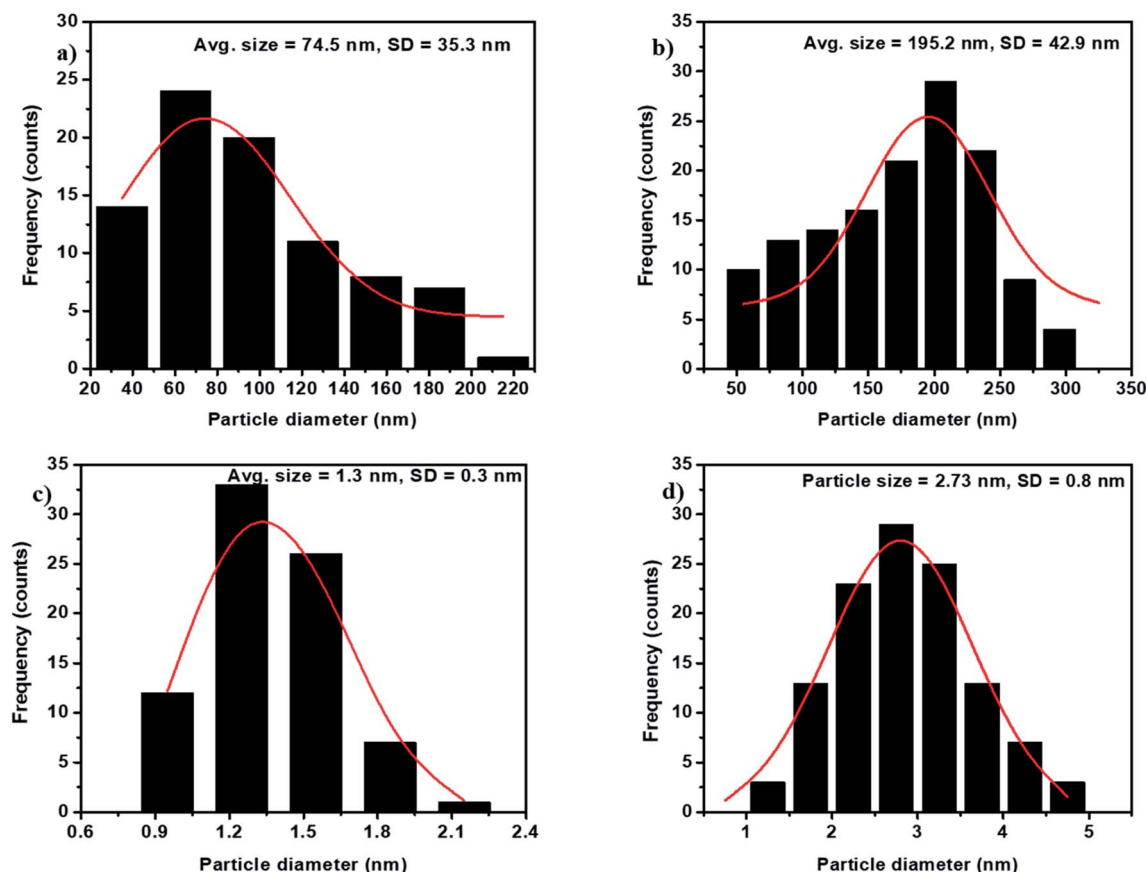 a)
Avg. size = 74.5 nm, SD = 35.3 nm
Frequency (counts)
30
25
20
15
10
5
0
20 40 60 80 100 120 140 160 180 200 220
Particle diameter (nm)
b)
Avg. size = 195.2 nm, SD = 42.9 nm
Frequency (counts)
35
30
25
20
15
10
5
0
50 100 150 200 250 300 350
Particle diameter (nm)
c)
Avg. size = 1.3 nm, SD = 0.3 nm
Frequency (counts)
35
30
25
20
15
10
5
0
0.6 0.9 1.2 1.5 1.8 2.1 2.4
Particle diameter (nm)
d)
Particle size = 2.73 nm, SD = 0.8 nm
Frequency (counts)
35
30
25
20
15
10
5
0
1 2 3 4 5
Particle diameter (nm)